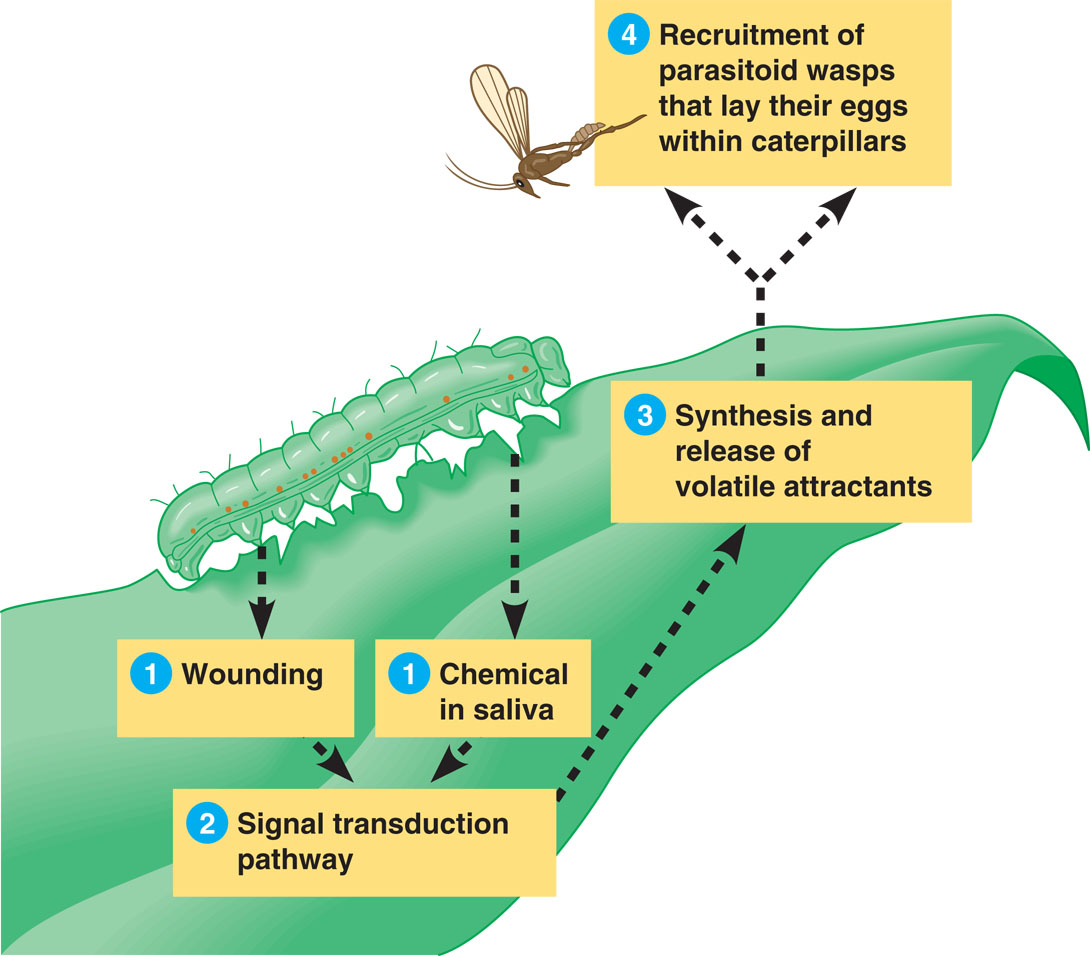 4 Recruitment of
parasitoid wasps
that lay their eggs
within caterpillars
3 Synthesis and
release of
volatile attractants
1 Wounding
1 Chemical
in saliva
2 Signal transduction
pathway